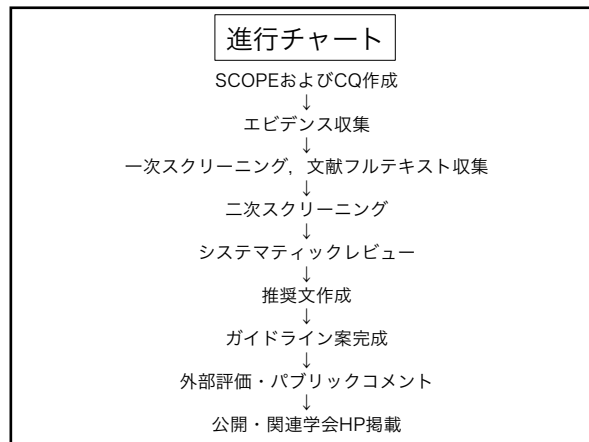 進行チャート
SCOPEおよびCQ作成
↓
エビデンス収集
↓
一次スクリーニング，文献フルテキスト収集
↓
二次スクリーニング
↓
システマティックレビュー
↓
推奨文作成
↓
ガイドライン案完成
↓
外部評価・パブリックコメント
↓
公開・関連学会HP掲載